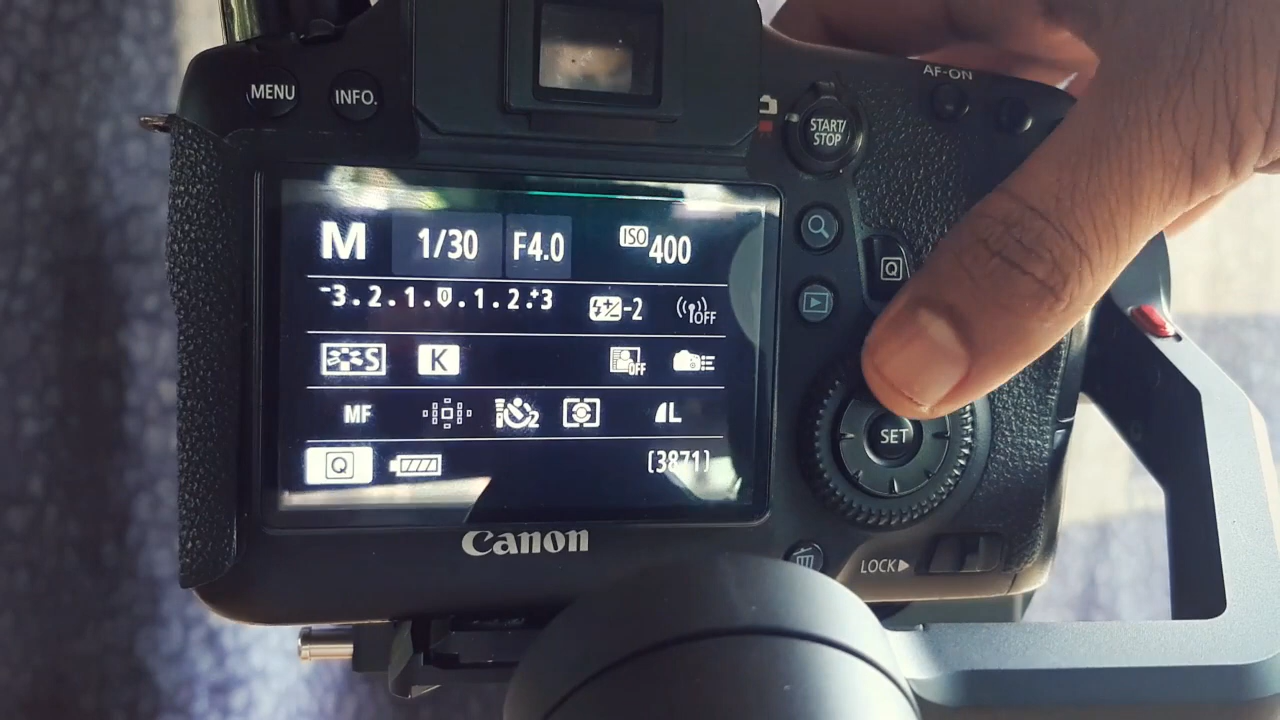 AF-ON
MENU INFO.
START/
STOP
M 1/30 F4.0 ISO 400
-3.2.1.0.1.2.+3 -2 OFF
S K OFF
MF 2 L
Q [3871]
Q
SET
Canon
LOCK